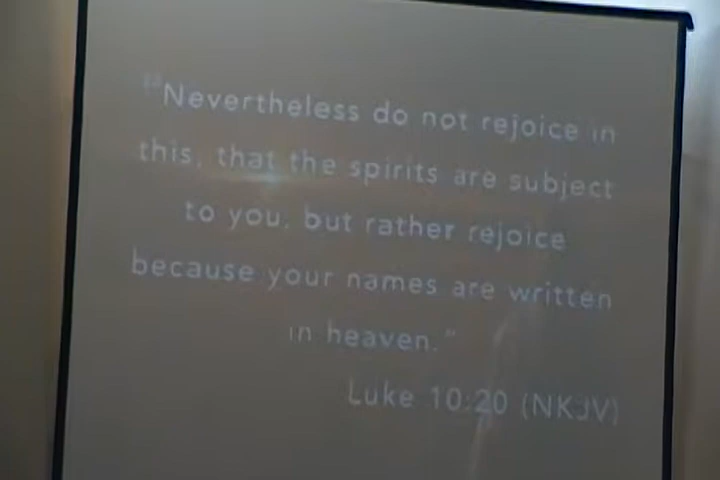 "Nevertheless do not rejoice in
this, that the spirits are subject
to you, but rather rejoice
because your names are written
in heaven."
Luke 10:20 (NKJV)